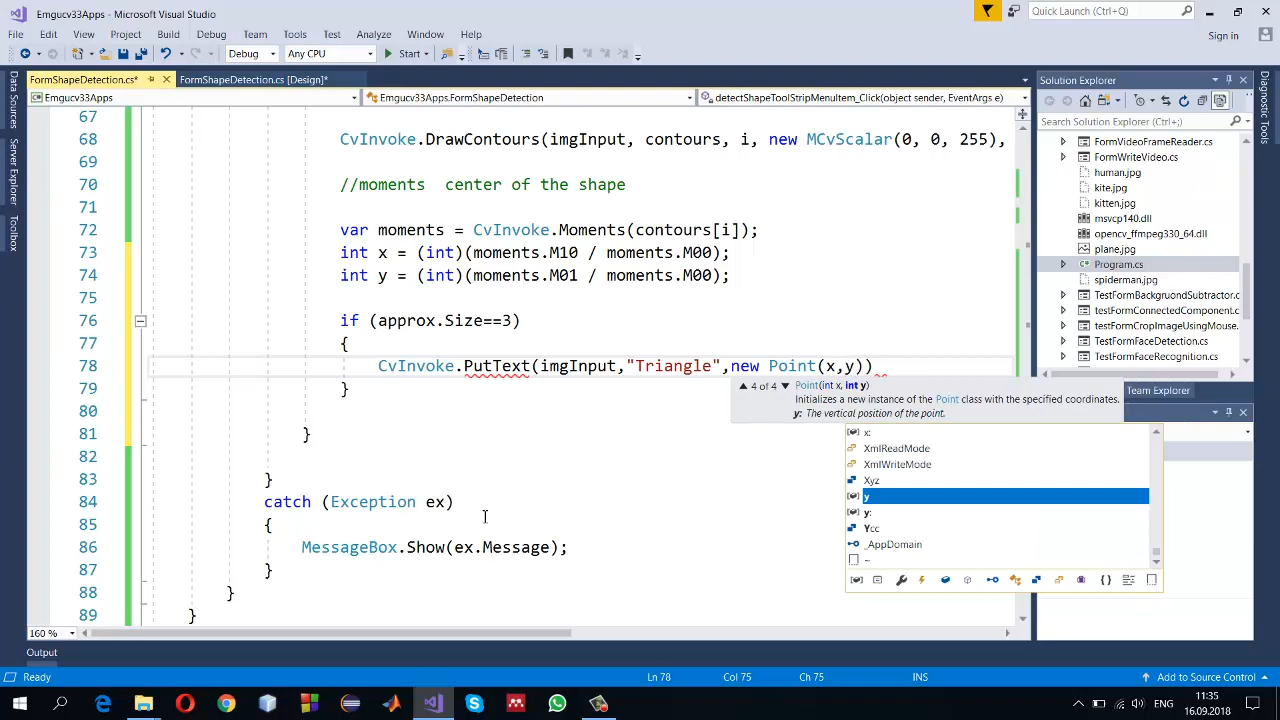 Emgucv33Apps - Microsoft Visual Studio
Quick Launch (Ctrl+Q)
File Edit View Project Build Debug Team Tools Test Analyze Window Help
Sign in
Debug Any CPU Start
FormShapeDetection.cs* FormShapeDetection.cs [Design]*
Solution Explorer
Emgucv33Apps Emgucv33Apps.FormShapeDetection detectShapeToolStripMenuItem_Click(object sender, EventArgs e)
Data Sources
Server Explorer
Toolbox
Diagnostic Tools
Search Solution Explorer (Ctrl+;)
67
68 CvInvoke.DrawContours(imgInput, contours, i, new MCvScalar(0, 0, 255),
69
70 //moments center of the shape
71
72 var moments = CvInvoke.Moments(contours[i]);
73 int x = (int)(moments.M10 / moments.M00);
74 int y = (int)(moments.M01 / moments.M00);
75
76 if (approx.Size==3)
77 {
78 CvInvoke.PutText(imgInput,"Triangle",new Point(x,y))
79 }
80
81 }
82
83 }
84 catch (Exception ex)
85 {
86 MessageBox.Show(ex.Message);
87 }
88 }
89 }
4 of 4 Point(int x, int y)
Initializes a new instance of the Point class with the specified coordinates.
y: The vertical position of the point.
x:
XmlReadMode
XmlWriteMode
Xyz
y
y:
Ycc
_AppDomain
~
FormVideoFrameReader.cs
FormWriteVideo.cs
human.jpg
kite.jpg
kitten.jpg
msvcp140.dll
opencv_ffmpeg330_64.dll
plane.jpg
Program.cs
spiderman.jpg
TestFormBackgruondSubtractor.c
TestFormConnectedComponent.c
TestFormCropImageUsingMouse.
TestFormFaceDetection.cs
TestFormFaceRecognition.cs
Team Explorer
160 %
Output
Ready Ln 78 Col 75 Ch 75 INS Add to Source Control
ENG
11:35
16.09.2018